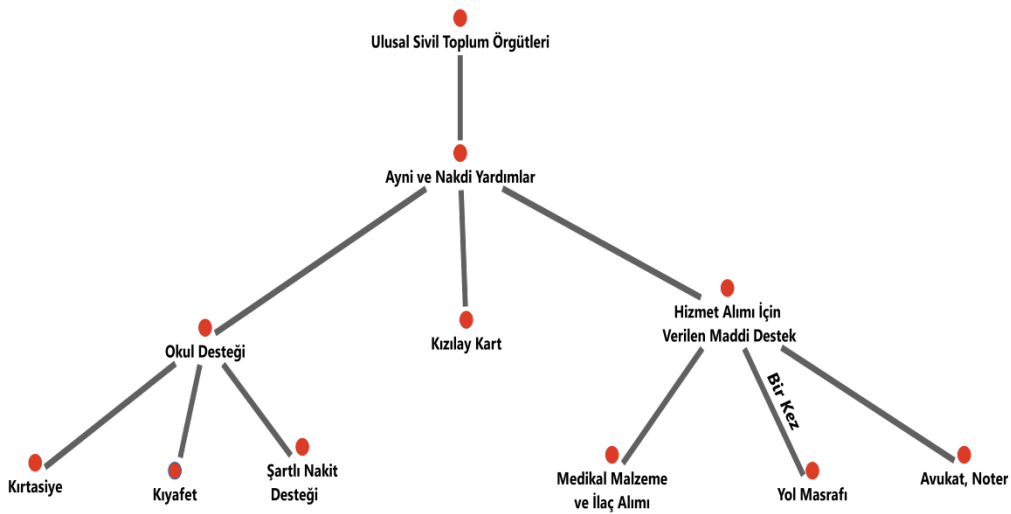 Ulusal Sivil Toplum Örgütleri
Ayni ve Nakdi Yardımlar
Hizmet Alımı İçin
Verilen Maddi Destek
Kızılay Kart
Okul Desteği
Bir Kez
Kırtasiye
Kıyafet
Şartlı Nakit
Desteği
Medikal Malzeme
ve İlaç Alımı
Yol Masrafı
Avukat, Noter